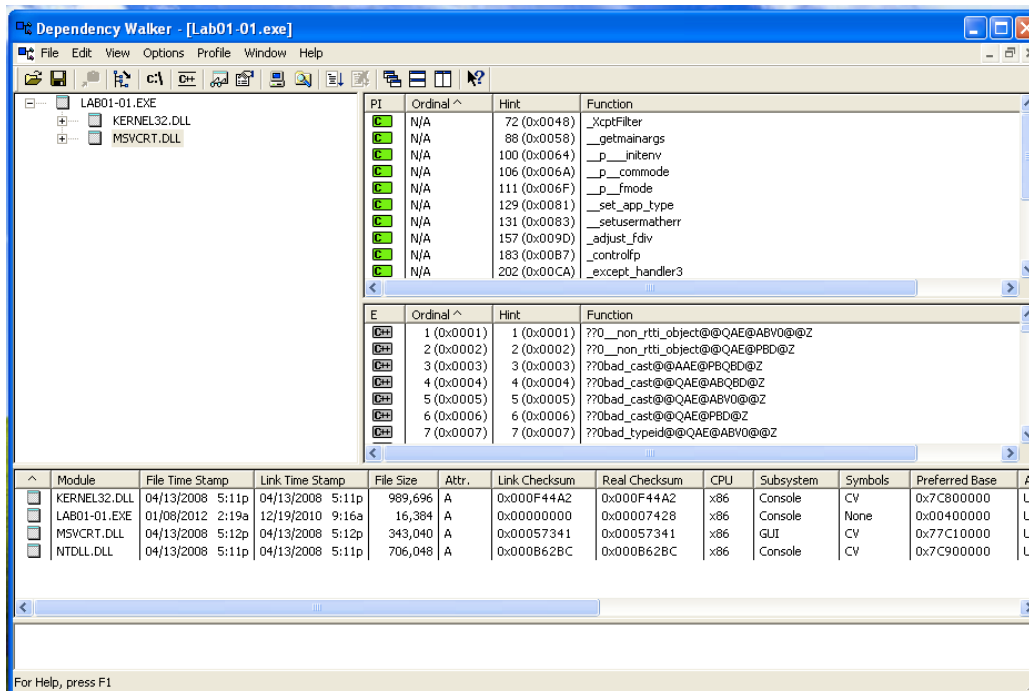 Dependency Walker - [Lab01-01.exe]
File Edit View Options Profile Window Help
c:\ C++
LAB01-01.EXE
KERNEL32.DLL
MSVCRT.DLL
PI Ordinal ^ Hint Function
C N/A 72 (0x0048) _XcptFilter
C N/A 88 (0x0058) __getmainargs
C N/A 100 (0x0064) __p___initenv
C N/A 106 (0x006A) __p__commode
C N/A 111 (0x006F) __p__fmode
C N/A 129 (0x0081) __set_app_type
C N/A 131 (0x0083) __setusermatherr
C N/A 157 (0x009D) _adjust_fdiv
C N/A 183 (0x00B7) _controlfp
C N/A 202 (0x00CA) _except_handler3
E Ordinal ^ Hint Function
C++ 1 (0x0001) 1 (0x0001) ??0__non_rtti_object@@QAE@ABV0@@Z
C++ 2 (0x0002) 2 (0x0002) ??0__non_rtti_object@@QAE@PBD@Z
C++ 3 (0x0003) 3 (0x0003) ??0bad_cast@@AAE@PBQBD@Z
C++ 4 (0x0004) 4 (0x0004) ??0bad_cast@@QAE@ABQBD@Z
C++ 5 (0x0005) 5 (0x0005) ??0bad_cast@@QAE@ABV0@@Z
C++ 6 (0x0006) 6 (0x0006) ??0bad_cast@@QAE@PBD@Z
C++ 7 (0x0007) 7 (0x0007) ??0bad_typeid@@QAE@ABV0@@Z
^ Module File Time Stamp Link Time Stamp File Size Attr. Link Checksum Real Checksum CPU Subsystem Symbols Preferred Base
KERNEL32.DLL 04/13/2008 5:11p 04/13/2008 5:11p 989,696 A 0x000F44A2 0x000F44A2 x86 Console CV 0x7C800000
LAB01-01.EXE 01/08/2012 2:19a 12/19/2010 9:16a 16,384 A 0x00000000 0x00007428 x86 Console None 0x00400000
MSVCRT.DLL 04/13/2008 5:12p 04/13/2008 5:12p 343,040 A 0x00057341 0x00057341 x86 GUI CV 0x77C10000
NTDLL.DLL 04/13/2008 5:11p 04/13/2008 5:11p 706,048 A 0x000B62BC 0x000B62BC x86 Console CV 0x7C900000
For Help, press F1